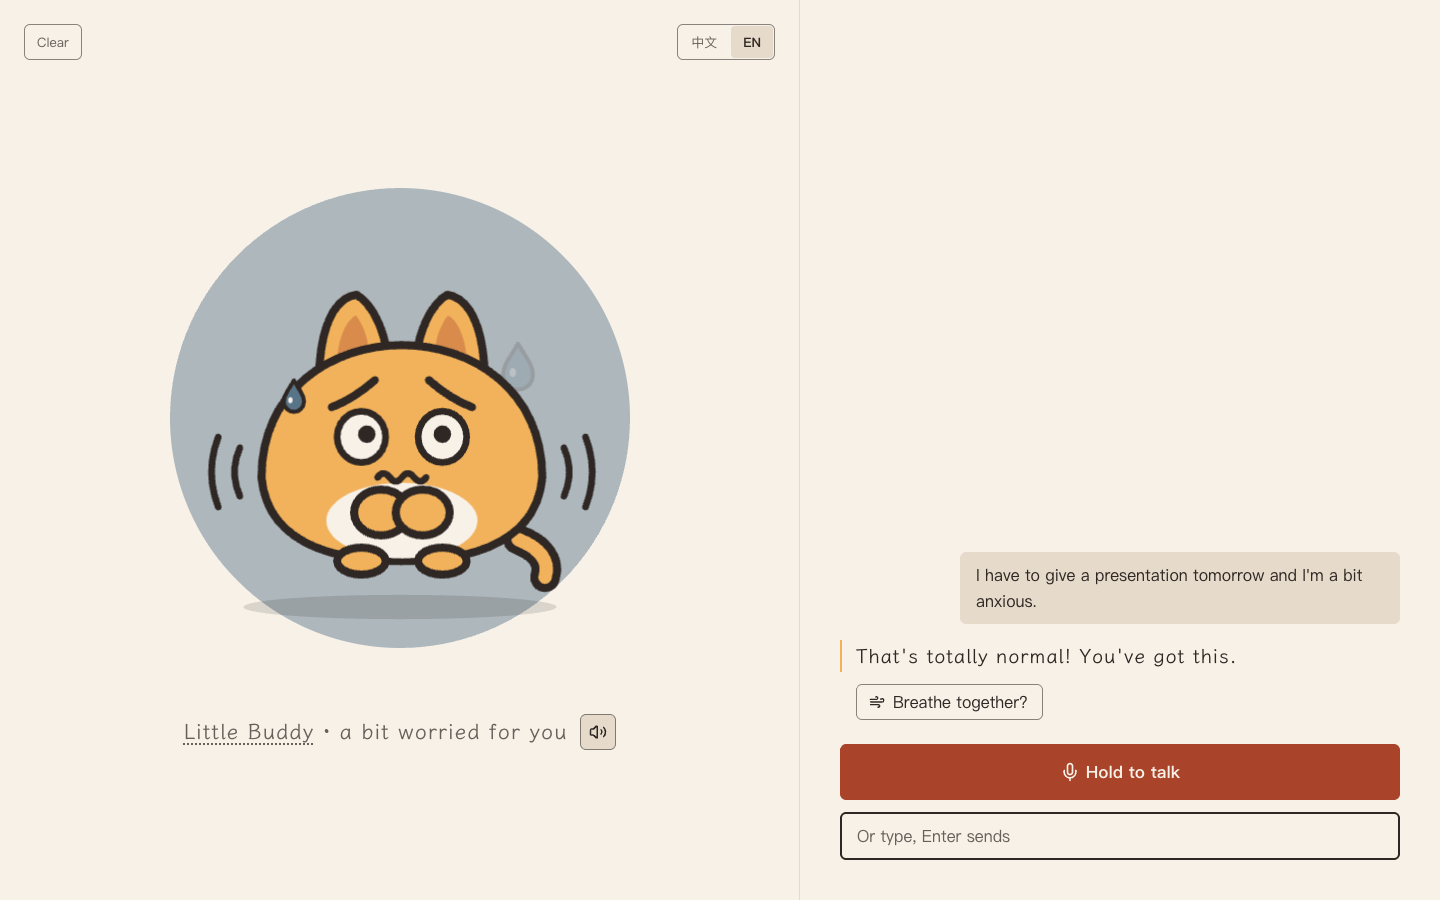 Clear
中文 EN
I have to give a presentation tomorrow and I'm a bit
anxious.
That's totally normal! You've got this.
Breathe together?
Little Buddy • a bit worried for you
Hold to talk
Or type, Enter sends